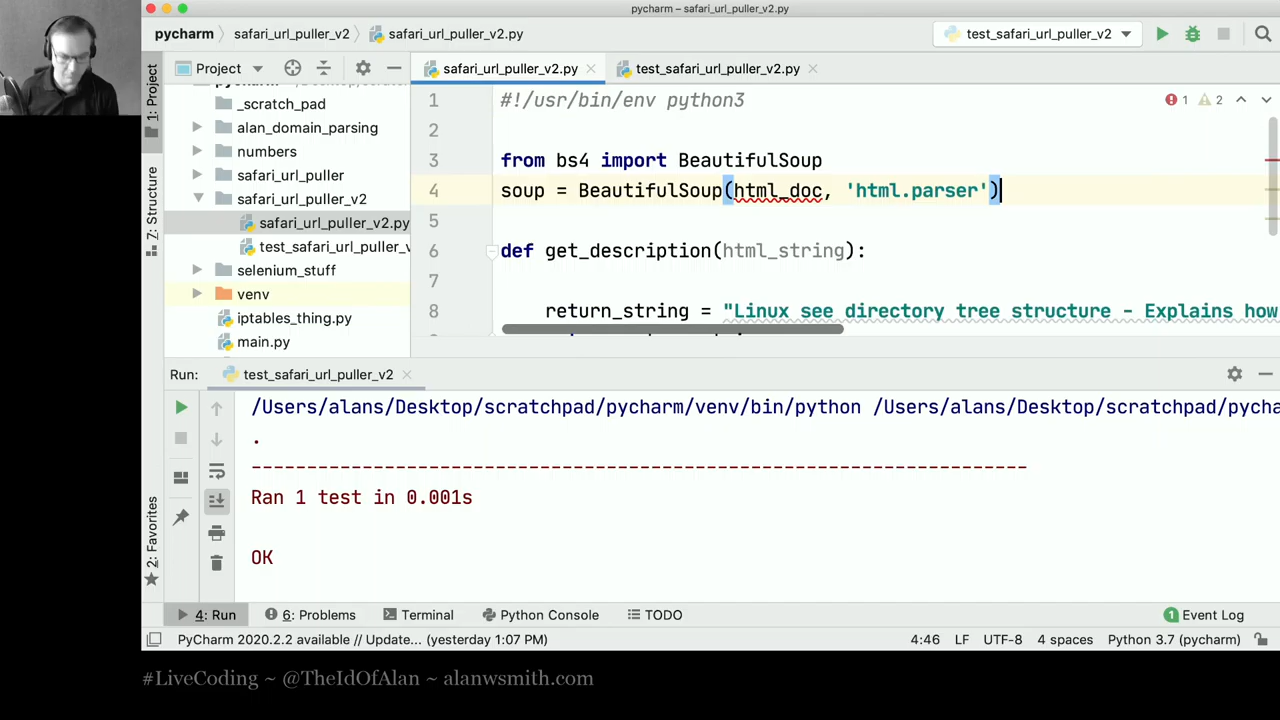 pycharm – safari_url_puller_v2.py
pycharm safari_url_puller_v2 safari_url_puller_v2.py test_safari_url_puller_v2
1: Project
Project
safari_url_puller_v2.py test_safari_url_puller_v2.py
_scratch_pad
alan_domain_parsing
numbers
safari_url_puller
safari_url_puller_v2
safari_url_puller_v2.py
test_safari_url_puller_v
selenium_stuff
venv
iptables_thing.py
main.py
7: Structure
2: Favorites
1 #!/usr/bin/env python3
1 2
2
3 from bs4 import BeautifulSoup
4 soup = BeautifulSoup(html_doc, 'html.parser')
5
6 def get_description(html_string):
7
8 return_string = "Linux see directory tree structure - Explains how
Run: test_safari_url_puller_v2
/Users/alans/Desktop/scratchpad/pycharm/venv/bin/python /Users/alans/Desktop/scratchpad/pycha
.
----------------------------------------------------------------------
Ran 1 test in 0.001s
OK
4: Run 6: Problems Terminal Python Console TODO 1 Event Log
PyCharm 2020.2.2 available // Update... (yesterday 1:07 PM) 4:46 LF UTF-8 4 spaces Python 3.7 (pycharm)
#LiveCoding ~ @TheIdOfAlan ~ alanwsmith.com